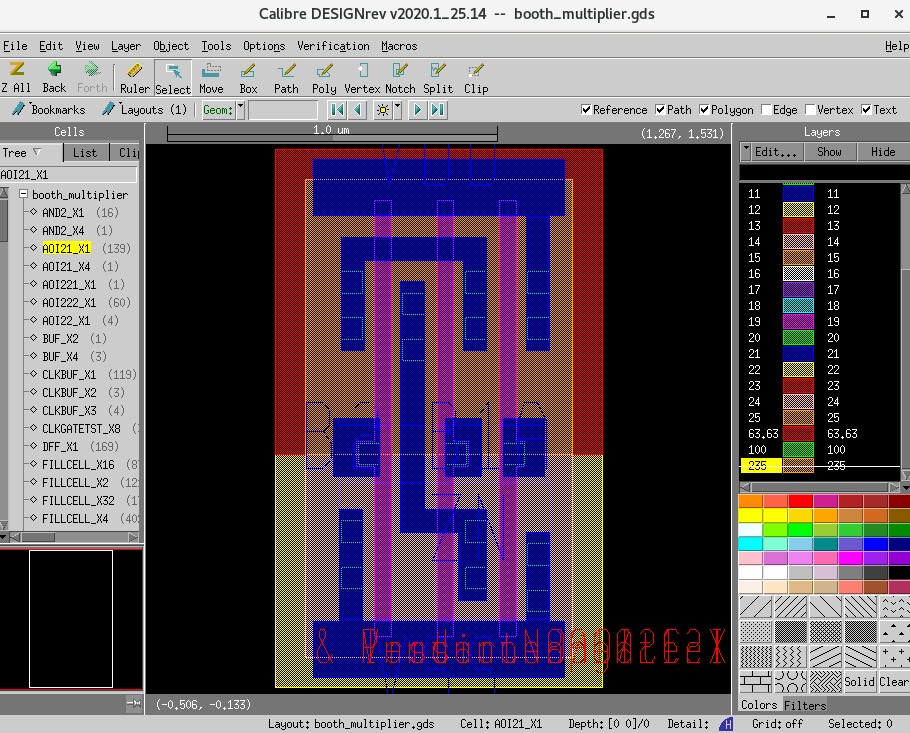 Calibre DESIGNrev v2020.1_25.14 -- booth_multiplier.gds
File Edit View Layer Object Tools Options Verification Macros Help
Z All Back Forth Ruler Select Move Box Path Poly Vertex Notch Split Clip
Bookmarks Layouts (1) Geom: Reference Path Polygon Edge Vertex Text
Cells
Tree List Cli
AOI21_X1
booth_multiplier
AND2_X1 (16)
AND2_X4 (1)
AOI21_X1 (139)
AOI21_X4 (1)
AOI221_X1 (1)
AOI222_X1 (60)
AOI22_X1 (4)
BUF_X2 (1)
BUF_X4 (3)
CLKBUF_X1 (119)
CLKBUF_X2 (3)
CLKBUF_X3 (4)
CLKGATETST_X8 (
DFF_X1 (169)
FILLCELL_X16 (8
FILLCELL_X2 (12
FILLCELL_X32 (1
FILLCELL_X4 (40
1.0 um
(1.267, 1.531)
(-0.506, -0.133)
Layers
Edit... Show Hide
11 11
12 12
13 13
14 14
15 15
16 16
17 17
18 18
19 19
20 20
21 21
22 22
23 23
24 24
25 25
63.63 63.63
100 100
235 235
Solid Clear
Colors Filters
Layout: booth_multiplier.gds Cell: AOI21_X1 Depth: [0 0]/0 Detail: H Grid: off Selected: 0